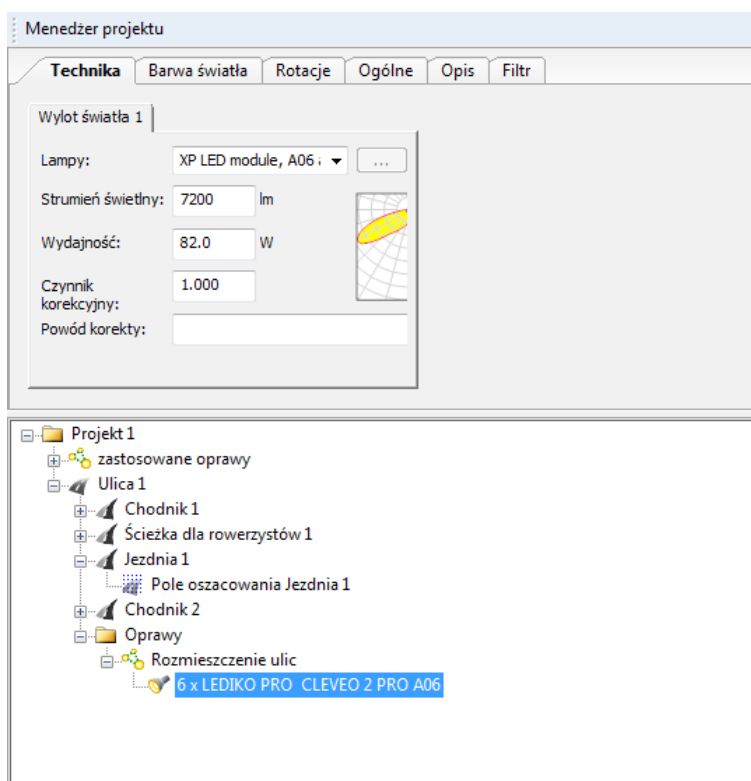 Menedżer projektu
Technika Barwa światła Rotacje Ogólne Opis Filtr
Wylot światła 1
Lampy: XP LED module, A06 ...
Strumień świetlny: 7200 lm
Wydajność: 82.0 W
Czynnik korekcyjny: 1.000
Powód korekty:
Projekt 1
zastosowane oprawy
Ulica 1
Chodnik 1
Ścieżka dla rowerzystów 1
Jezdnia 1
Pole oszacowania Jezdnia 1
Chodnik 2
Oprawy
Rozmieszczenie ulic
6 x LEDIKO PRO  CLEVEO 2 PRO A06